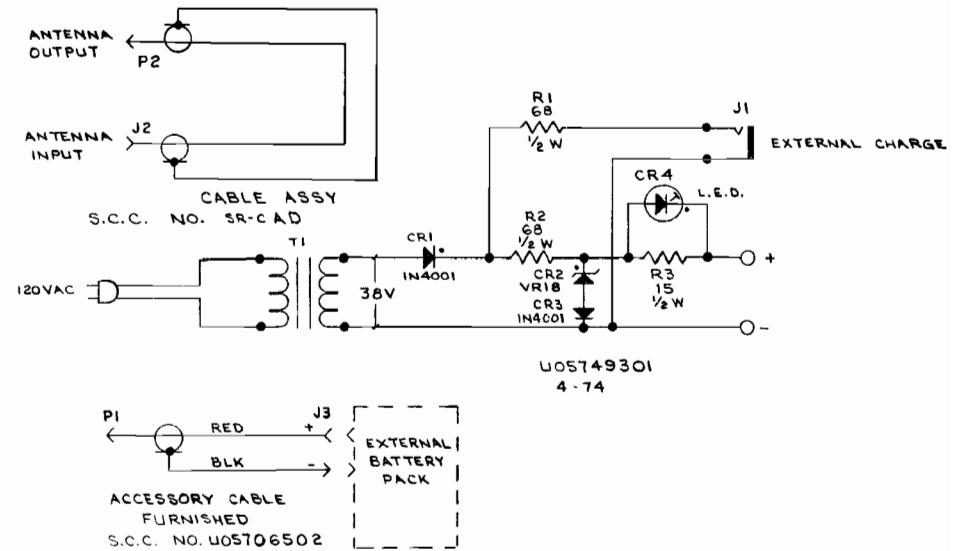 ANTENNA
OUTPUT
P2
ANTENNA
INPUT
J2
CABLE ASSY
S.C.C. NO. SR-CAD
R1
68
1/2 W
J1
EXTERNAL CHARGE
CR4
L.E.D.
T1
CR1
1N4001
R2
68
1/2 W
CR2
VR18
CR3
1N4001
R3
15
1/2 W
+
-
120VAC
38V
U05749301
4-74
P1
RED
+
J3
BLK
-
EXTERNAL
BATTERY
PACK
ACCESSORY CABLE
FURNISHED
S.C.C. NO. U05706502